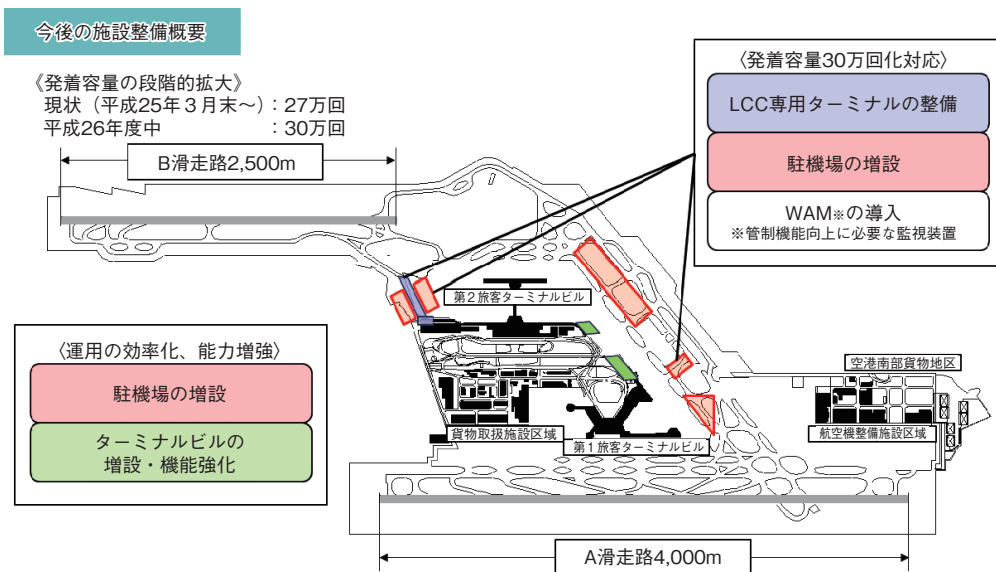 今後の施設整備概要
《発着容量の段階的拡大》
現状（平成25年３月末～）：27万回
平成26年度中　　　　　：30万回
B滑走路2,500m
〈発着容量30万回化対応〉
LCC専用ターミナルの整備
駐機場の増設
WAM※の導入
※管制機能向上に必要な監視装置
第２旅客ターミナルビル
〈運用の効率化、能力増強〉
駐機場の増設
ターミナルビルの
増設・機能強化
空港南部貨物地区
貨物取扱施設区域
第１旅客ターミナルビル
航空機整備施設区域
A滑走路4,000m